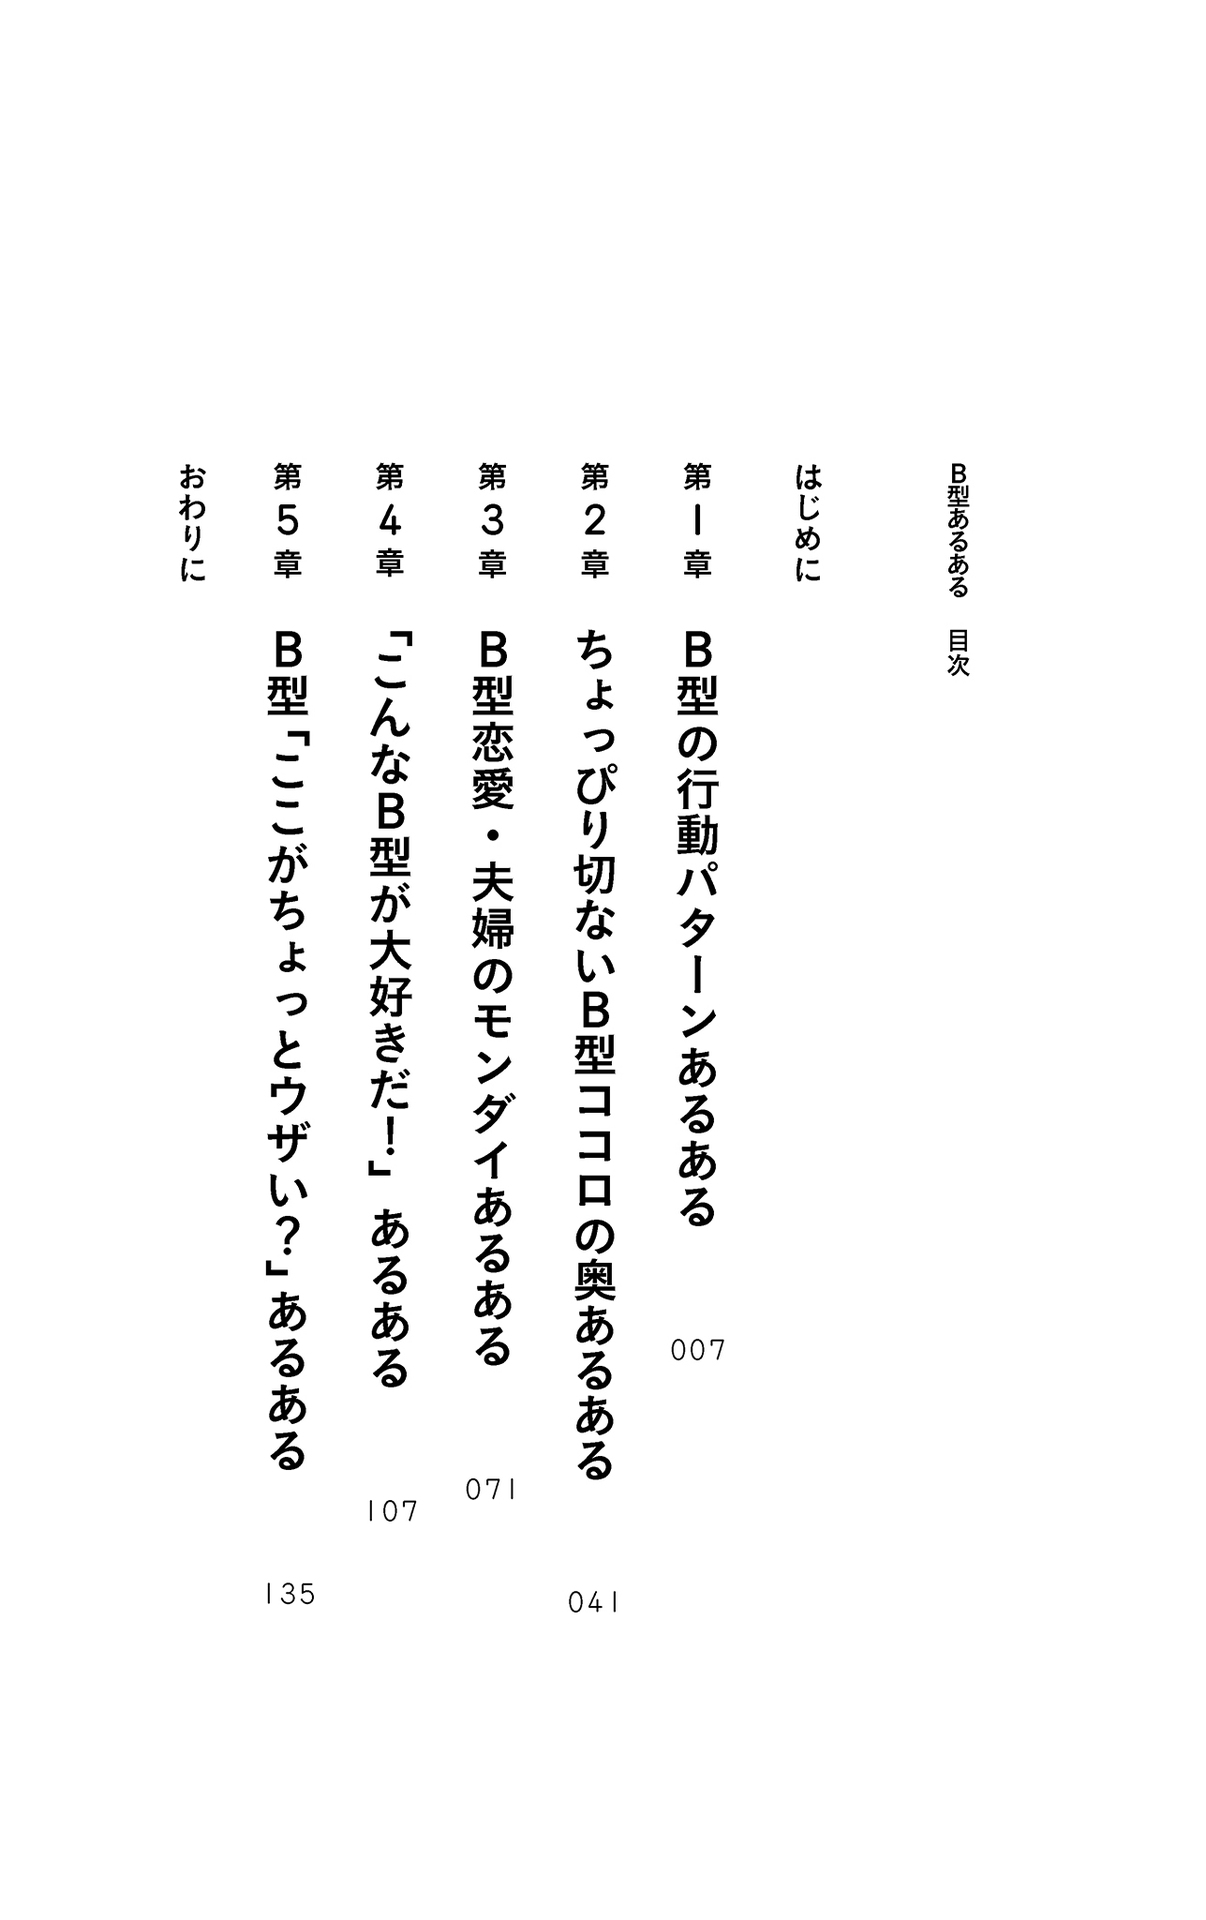 B型あるある　目次
はじめに
第1章　B型の行動パターンあるある　007
第2章　ちょっぴり切ないB型ココロの奥あるある　041
第3章　B型恋愛・夫婦のモンダイあるある　071
第4章　「こんなB型が大好きだ！」あるある　107
第5章　B型「ここがちょっとウザい？」あるある　135
おわりに